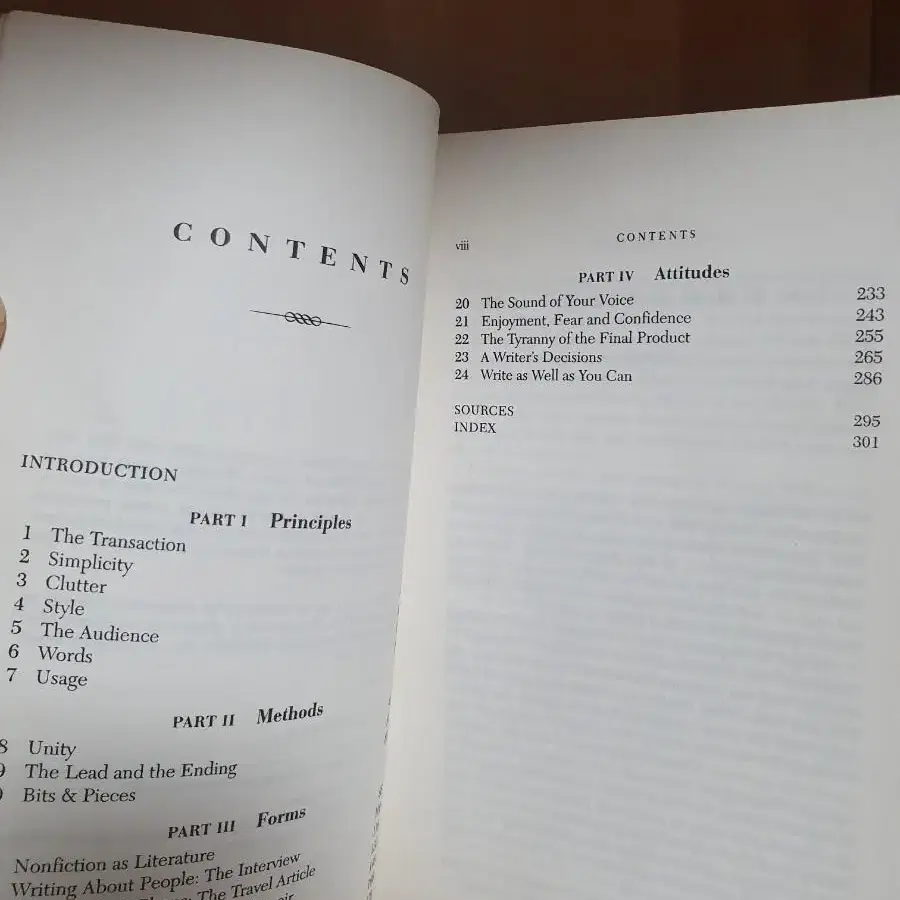 CONTENTS
INTRODUCTION
PART I Principles
1 The Transaction
2 Simplicity
3 Clutter
4 Style
5 The Audience
6 Words
7 Usage
PART II Methods
8 Unity
9 The Lead and the Ending
Bits & Pieces
PART III Forms
Nonfiction as Literature
Writing About People: The Interview
The Travel Article
viii
CONTENTS
PART IV Attitudes
20 The Sound of Your Voice 233
21 Enjoyment, Fear and Confidence 243
22 The Tyranny of the Final Product 255
23 A Writer's Decisions 265
24 Write as Well as You Can 286
SOURCES 295
INDEX 301